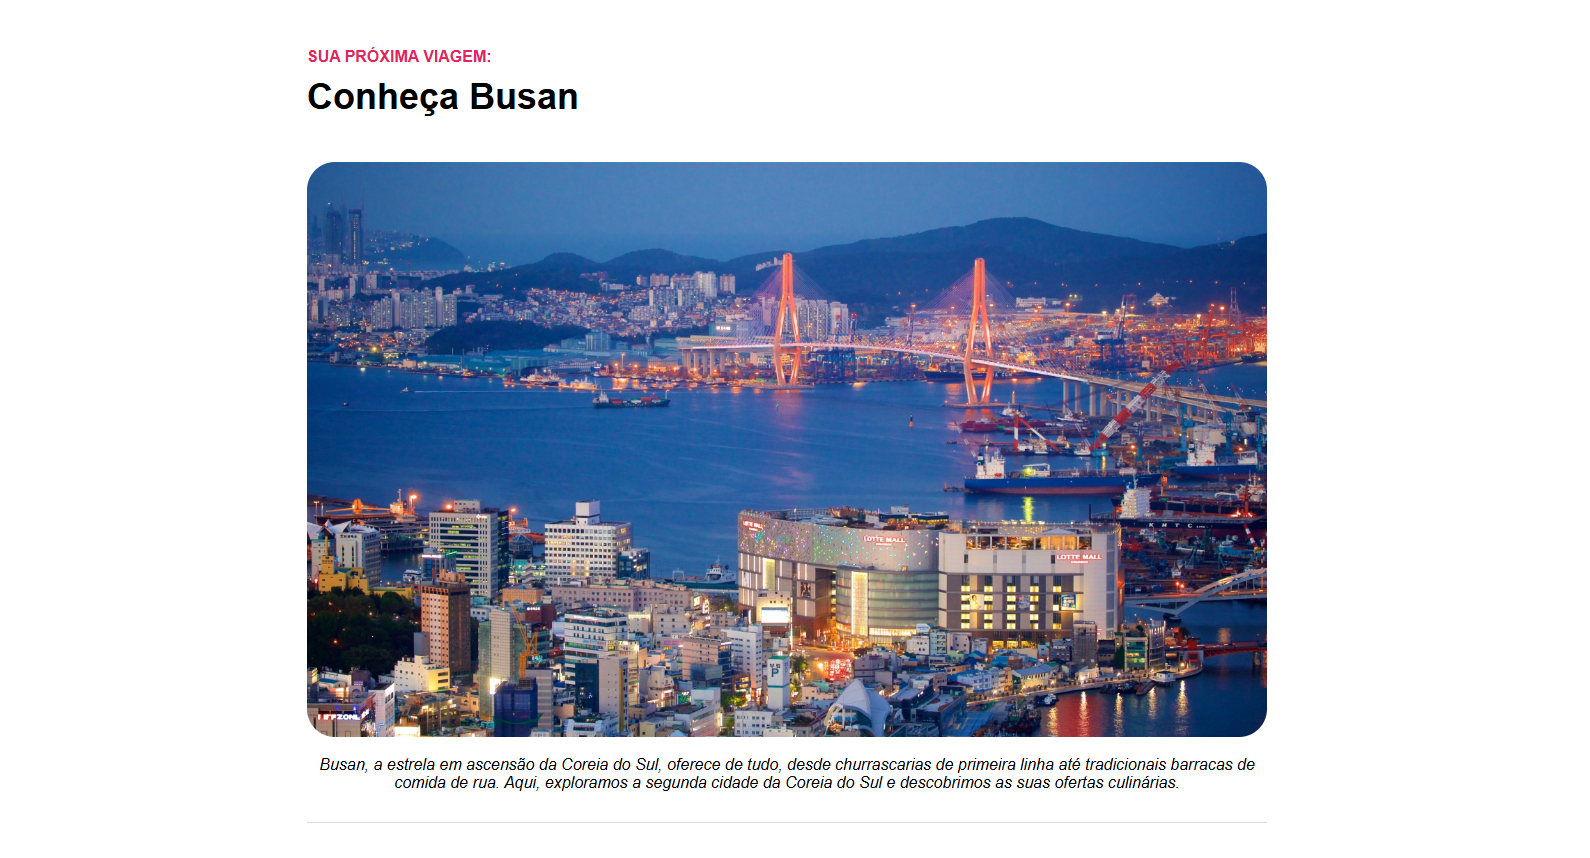 SUA PRÓXIMA VIAGEM:
Conheça Busan
LOTTE MALL
LOTTE MALL
LOTTE MALL
P
Busan, a estrela em ascensão da Coreia do Sul, oferece de tudo, desde churrascarias de primeira linha até tradicionais barracas de
comida de rua. Aqui, exploramos a segunda cidade da Coreia do Sul e descobrimos as suas ofertas culinárias.